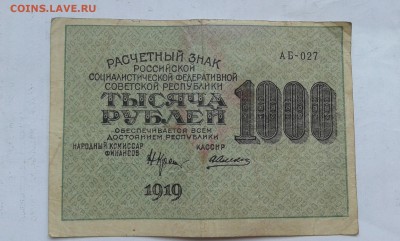 COINS.LAVE.RU
РАСЧЕТНЫЙ ЗНАК
АБ-027
РОССИЙСКОЙ
СОЦИАЛИСТИЧЕСКОЙ ФЕДЕРАТИВНОЙ
СОВЕТСКОЙ РЕСПУБЛИКИ
ТЫСЯЧА
РУБЛЕЙ
1000
ОБЕСПЕЧИВАЕТСЯ ВСЕМ
ДОСТОЯНИЕМ РЕСПУБЛИКИ
НАРОДНЫЙ КОМИССАР
ФИНАНСОВ
КАССИР
1919